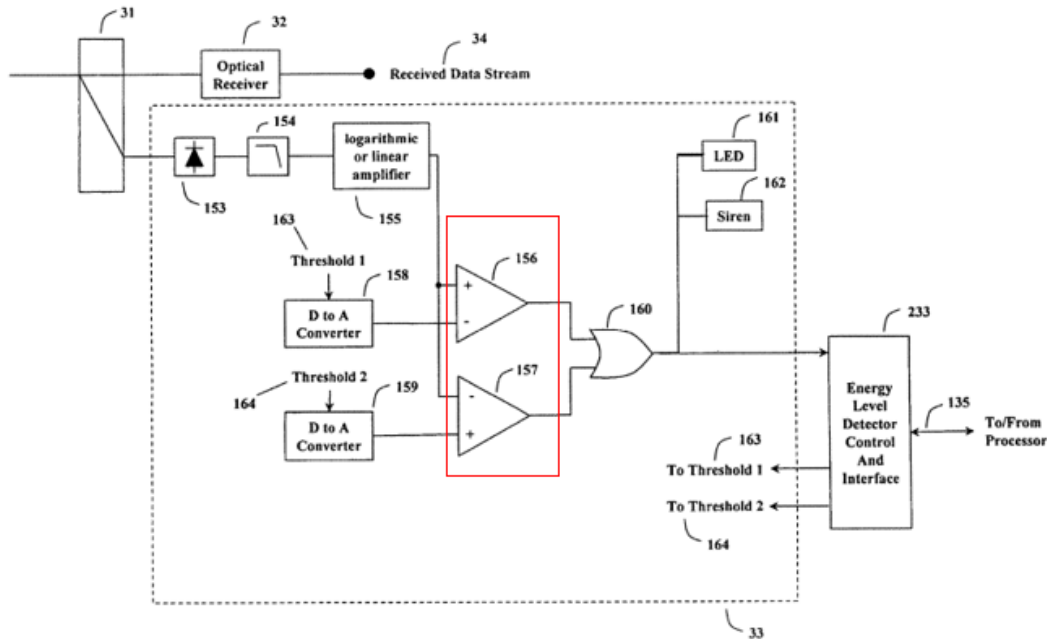 31
32
34
Optical
Receiver
Received Data Stream
154
161
logarithmic
or linear
amplifier
LED
162
153
155
Siren
163
Threshold 1
158
156
+
-
D to A
Converter
160
233
Threshold 2
164
159
157
-
+
D to A
Converter
Energy
Level
Detector
Control
And
Interface
135
To/From
Processor
163
To Threshold 1
To Threshold 2
164
33